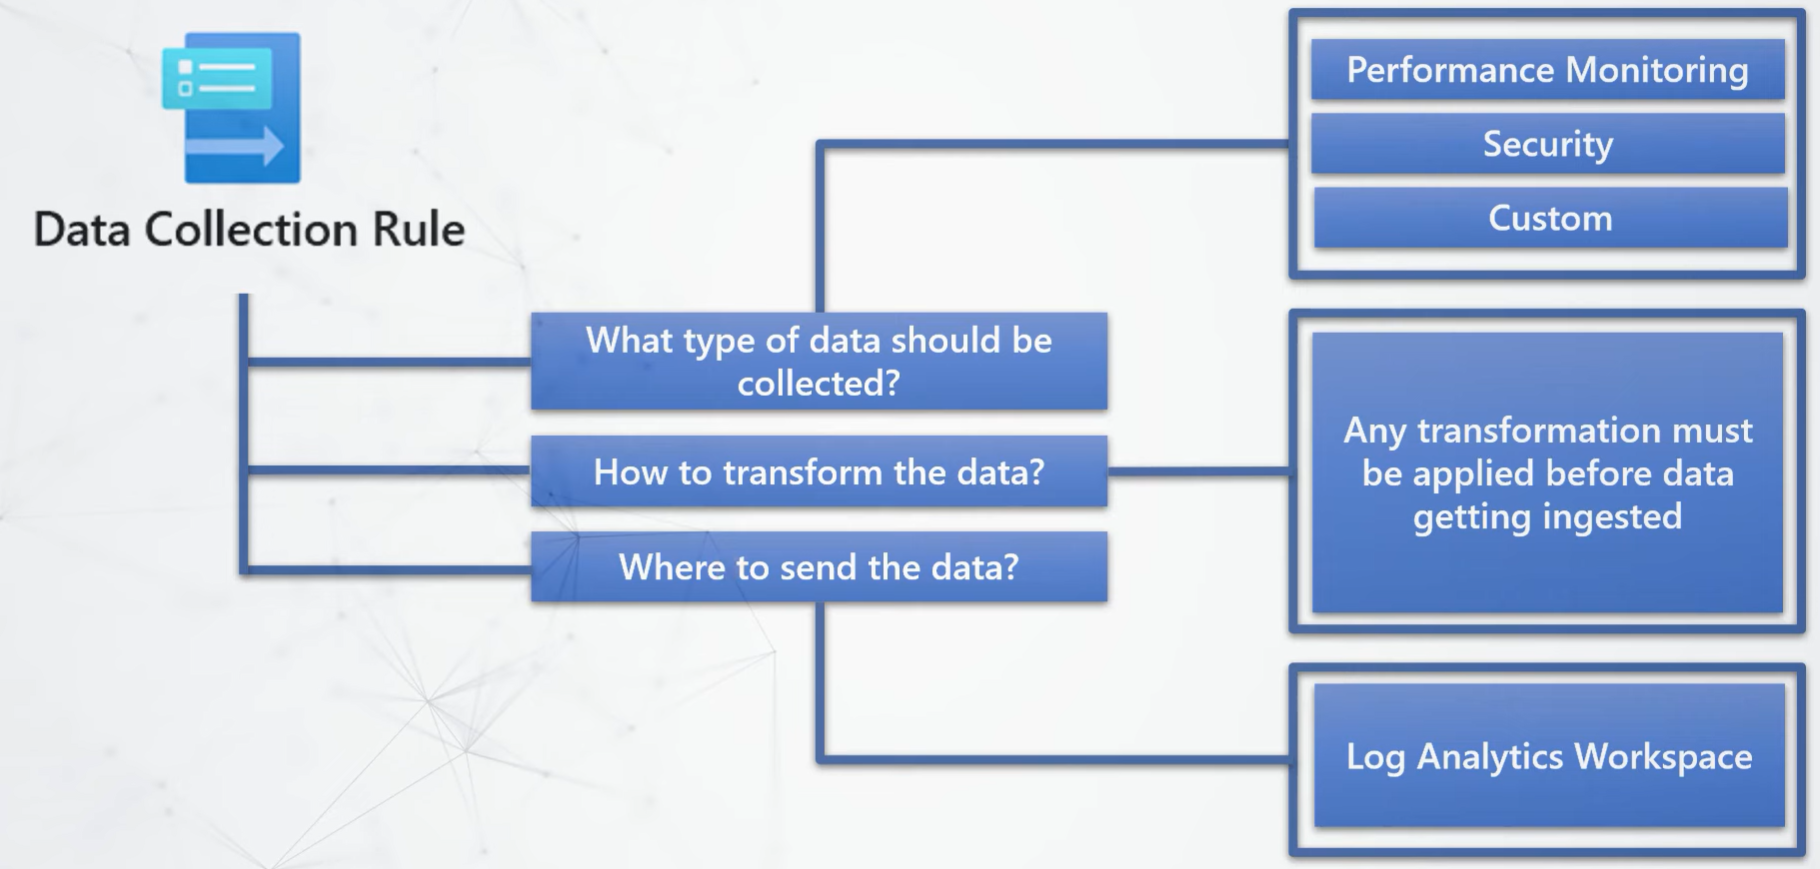 Data Collection Rule
What type of data should be
collected?
How to transform the data?
Where to send the data?
Performance Monitoring
Security
Custom
Any transformation must
be applied before data
getting ingested
Log Analytics Workspace